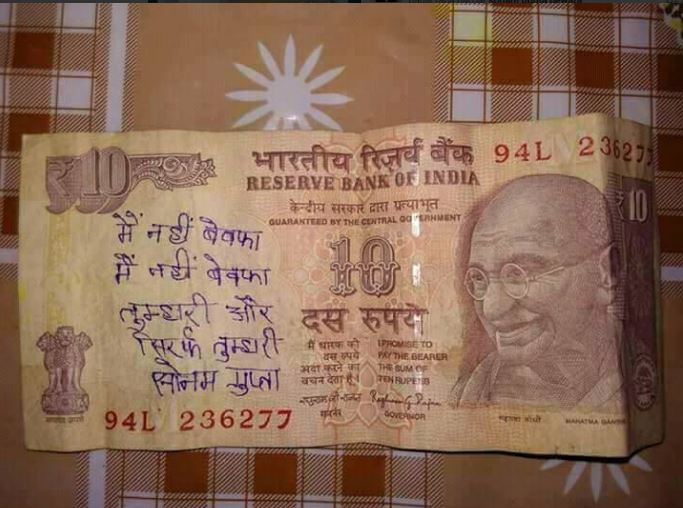 ₹10
भारतीय रिज़र्व बैंक
94L 236277
RESERVE BANK OF INDIA
केन्द्रीय सरकार द्वारा प्रत्याभूत
GUARANTEED BY THE CENTRAL GOVERNMENT
₹10
मैं नहीं बेवफा
मैं नहीं बेवफा
तुम्हारी और
सिर्फ तुम्हारी
सोनम गुप्ता
10
दस रुपये
मैं धारक को
दस रुपये
अदा करने का
वचन देता हूँ।
I PROMISE TO
PAY THE BEARER
THE SUM OF
TEN RUPEES
गवर्नर
GOVERNOR
94L 236277
महात्मा गांधी
MAHATMA GANDHI